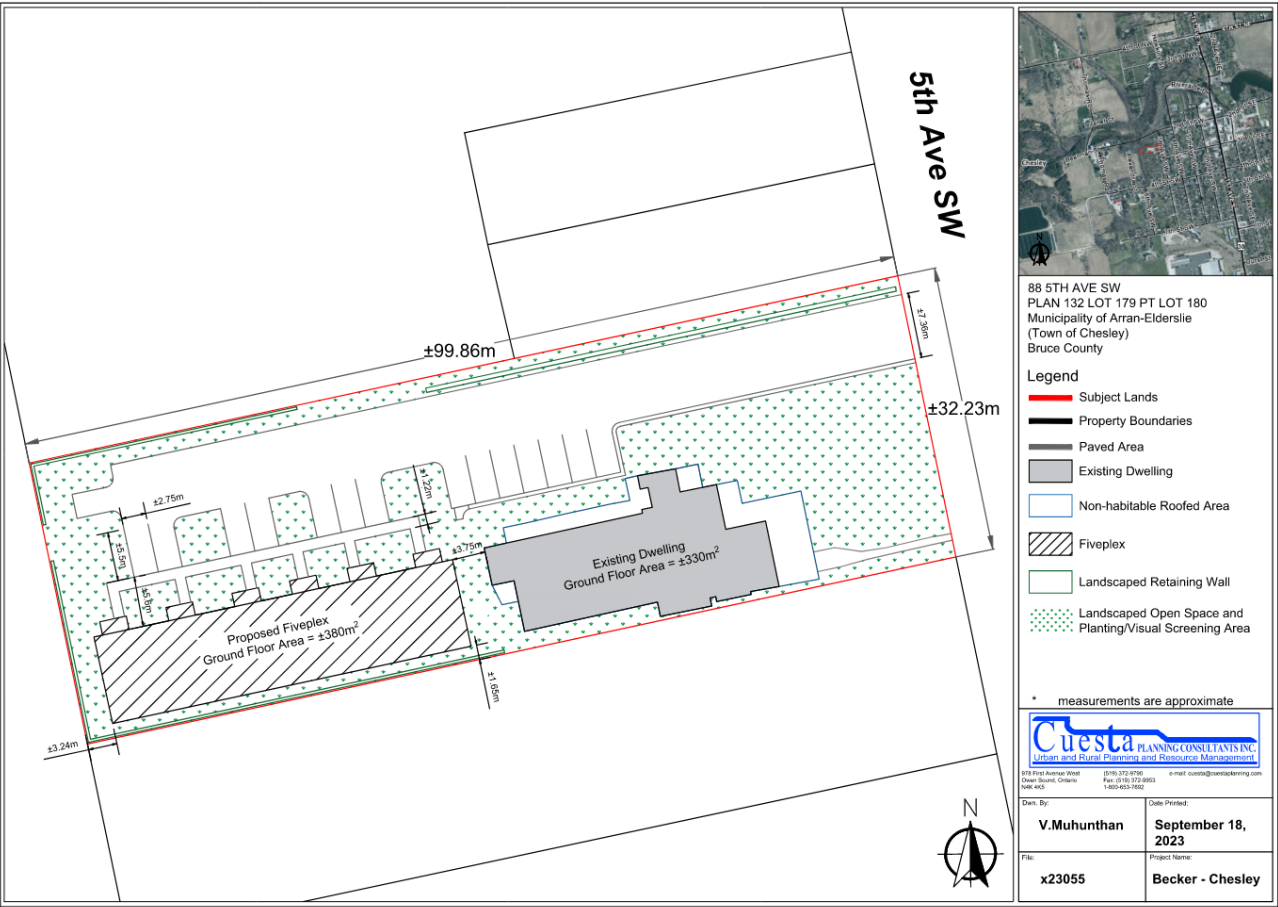 5th Ave SW
±99.86m
±7.36m
±32.23m
±1.22m
±2.75m
±5.5m
±5.6m
±3.75m
Existing Dwelling
Ground Floor Area = ±330m²
Proposed Fiveplex
Ground Floor Area = ±380m²
±1.65m
±3.24m
N
Chesley
N
88 5TH AVE SW
PLAN 132 LOT 179 PT LOT 180
Municipality of Arran-Elderslie
(Town of Chesley)
Bruce County
Legend
Subject Lands
Property Boundaries
Paved Area
Existing Dwelling
Non-habitable Roofed Area
Fiveplex
Landscaped Retaining Wall
Landscaped Open Space and
Planting/Visual Screening Area
* measurements are approximate
Cuesta PLANNING CONSULTANTS INC.
Urban and Rural Planning and Resource Management
978 First Avenue West (519) 372-9790 e-mail: cuesta@cuestaplanning.com
Owen Sound, Ontario Fax: (519) 372-9953
N4K 4K5 1-800-653-7692
Dwn. By: Date Printed:
V.Muhunthan September 18,
2023
File: Project Name:
x23055 Becker - Chesley